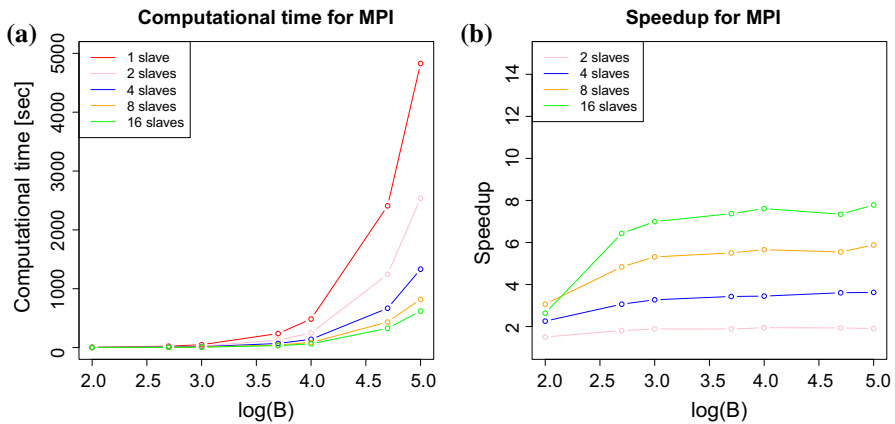 (a)
Computational time for MPI
1 slave
2 slaves
4 slaves
8 slaves
16 slaves
Computational time [sec]
0
1000
2000
3000
4000
5000
2.0 2.5 3.0 3.5 4.0 4.5 5.0
log(B)
(b)
Speedup for MPI
2 slaves
4 slaves
8 slaves
16 slaves
Speedup
2
4
6
8
10
12
14
2.0 2.5 3.0 3.5 4.0 4.5 5.0
log(B)